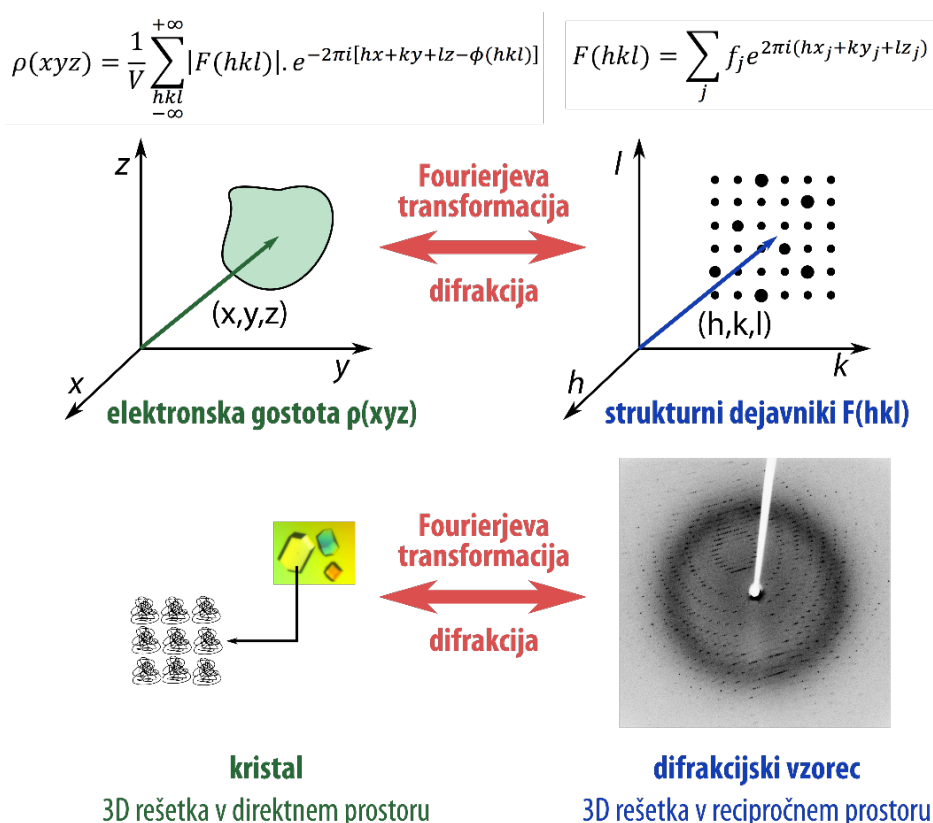 ρ(xyz) = 1/V ∑_{hkl −∞}^{+∞} |F(hkl)|. e^{−2πi[hx+ky+lz−ϕ(hkl)]}
F(hkl) = ∑_j f_j e^{2πi(hx_j+ky_j+lz_j)}
z
(x,y,z)
x
y
elektronska gostota ρ(xyz)
Fourierjeva
transformacija
difrakcija
l
(h,k,l)
h
k
strukturni dejavniki F(hkl)
Fourierjeva
transformacija
difrakcija
kristal
3D rešetka v direktnem prostoru
difrakcijski vzorec
3D rešetka v recipročnem prostoru